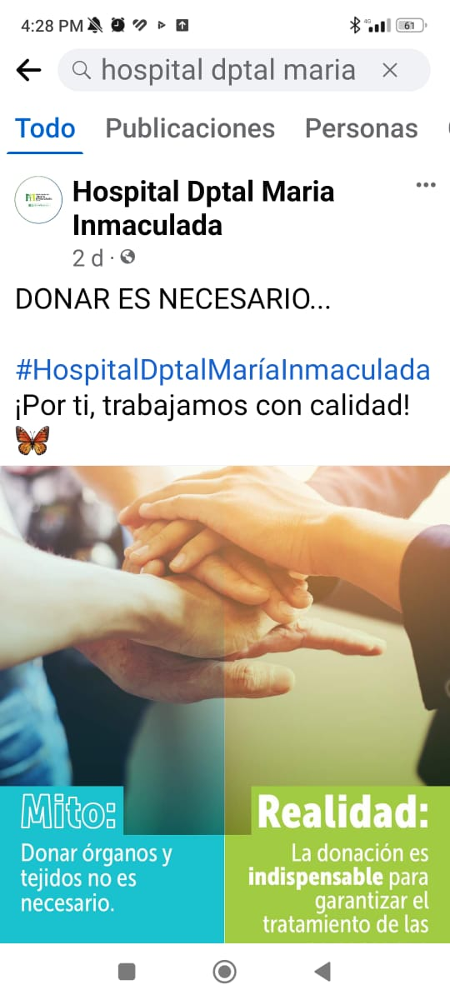 4:28 PM
4G
61
hospital dptal maria
Todo
Publicaciones
Personas
Hospital Dptal Maria
Inmaculada
2 d ·
DONAR ES NECESARIO...
#HospitalDptalMaríaInmaculada
¡Por ti, trabajamos con calidad!
Mito:
Donar órganos y
tejidos no es
necesario.
Realidad:
La donación es
indispensable para
garantizar el
tratamiento de las